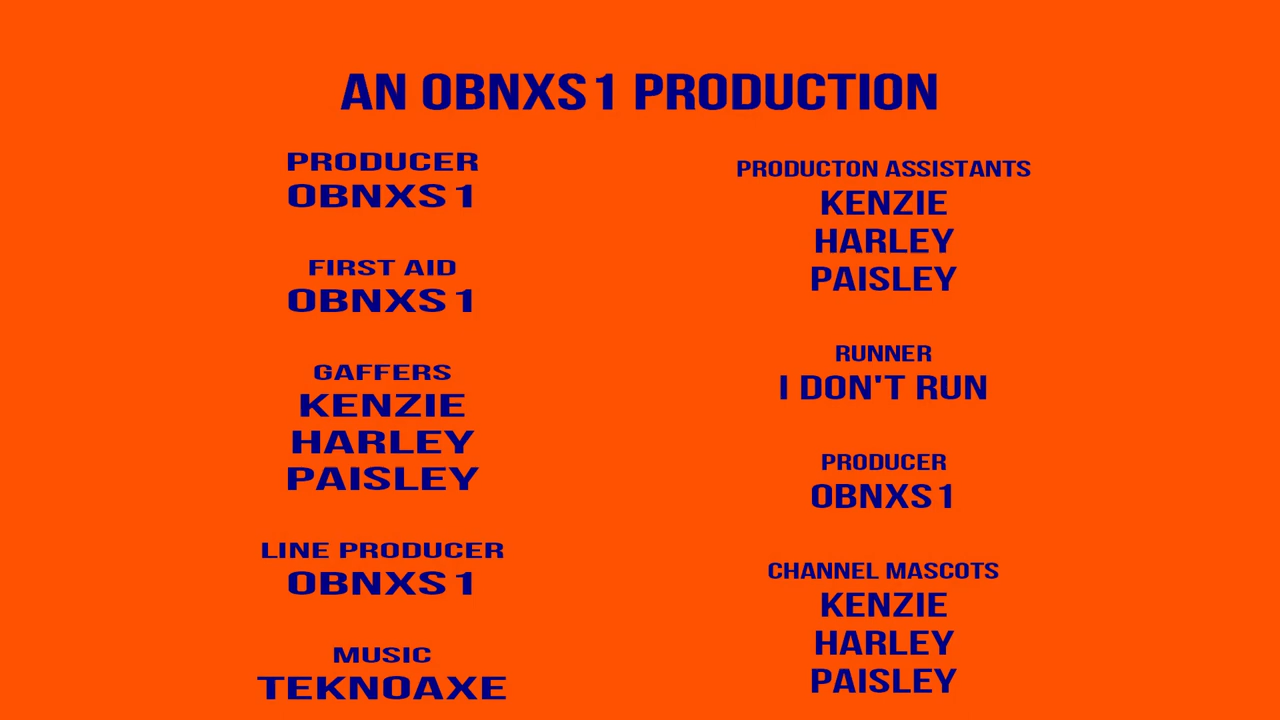 AN OBNXS1 PRODUCTION
PRODUCER
OBNXS1
FIRST AID
OBNXS1
GAFFERS
KENZIE
HARLEY
PAISLEY
LINE PRODUCER
OBNXS1
MUSIC
TEKNOAXE
PRODUCTON ASSISTANTS
KENZIE
HARLEY
PAISLEY
RUNNER
I DON'T RUN
PRODUCER
OBNXS1
CHANNEL MASCOTS
KENZIE
HARLEY
PAISLEY